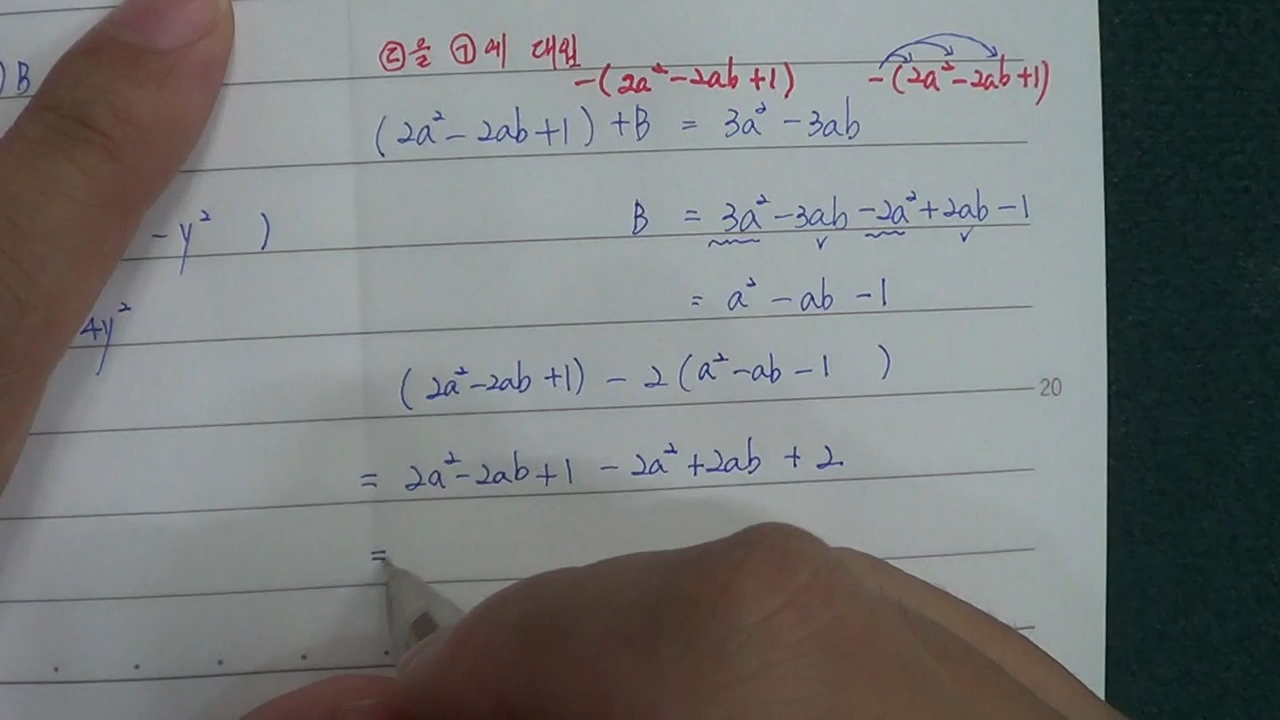 ②을 ①에 대입
-(2a²-2ab+1) -(2a²-2ab+1)
) B
(2a²-2ab+1)+B = 3a²-3ab
B = 3a²-3ab-2a²+2ab-1
-y² )
= a²-ab-1
4y²
(2a²-2ab+1)-2(a²-ab-1 )
20
= 2a²-2ab+1-2a²+2ab+2
=